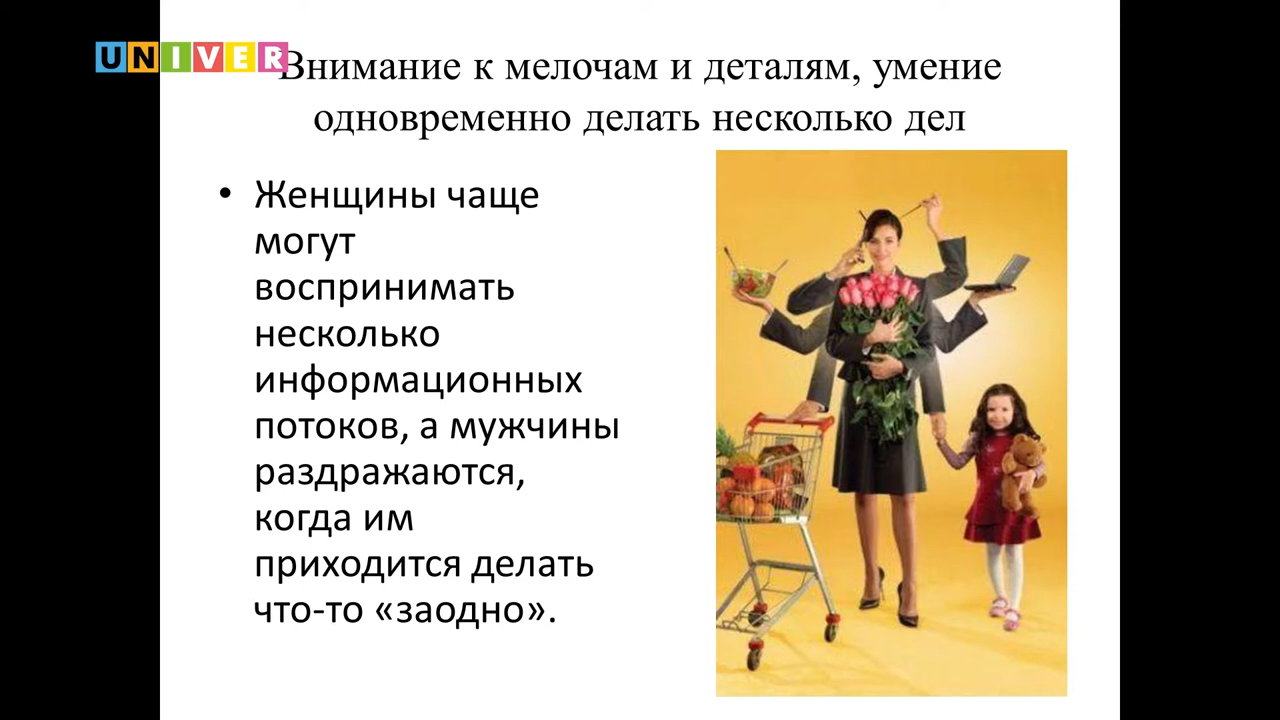 UNIVER
Внимание к мелочам и деталям, умение
одновременно делать несколько дел
• Женщины чаще
могут
воспринимать
несколько
информационных
потоков, а мужчины
раздражаются,
когда им
приходится делать
что-то «заодно».